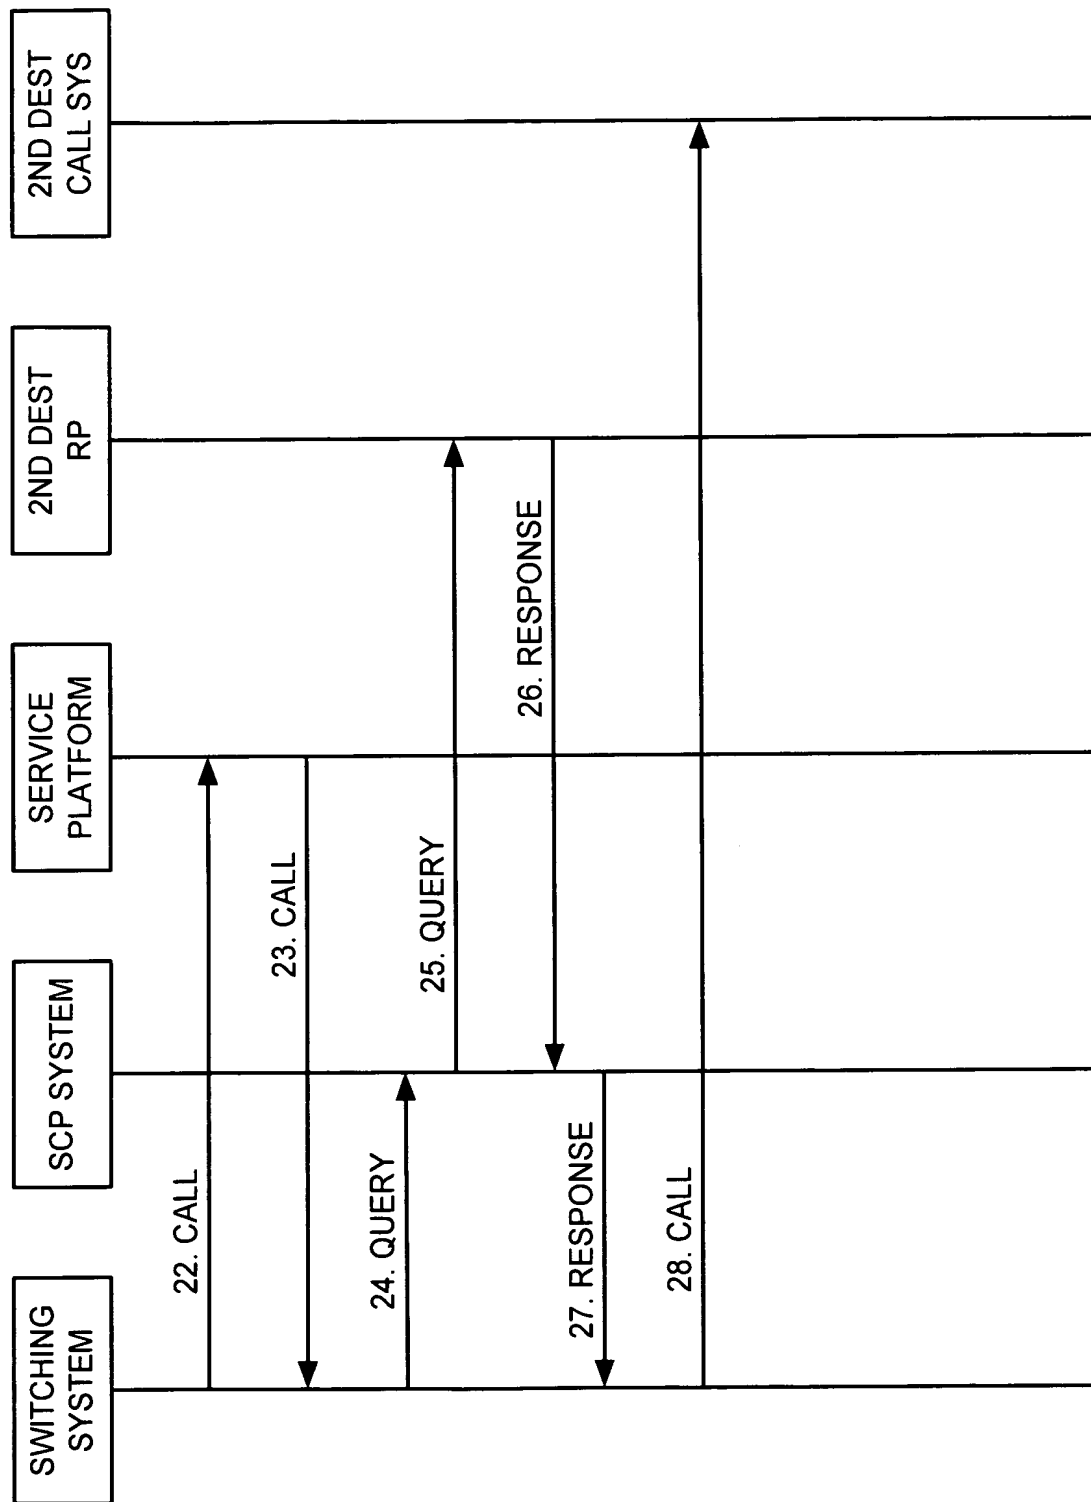 SWITCHING
SYSTEM
SCP SYSTEM
SERVICE
PLATFORM
2ND DEST
RP
2ND DEST
CALL SYS
22. CALL
23. CALL
24. QUERY
25. QUERY
26. RESPONSE
27. RESPONSE
28. CALL